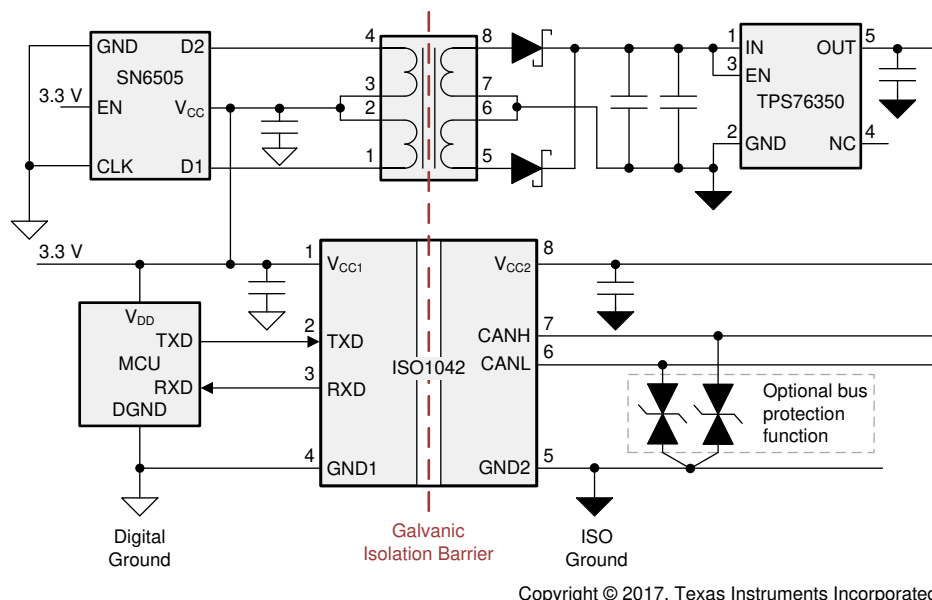 GND
D2
SN6505
3.3 V
EN
VCC
CLK
D1
4
3
2
1
8
7
6
5
1
IN
OUT
5
3
EN
TPS76350
2
GND
NC
4
3.3 V
1
VCC1
VCC2
8
VDD
TXD
2
TXD
MCU
ISO1042
RXD
3
RXD
DGND
CANH
7
CANL
6
4
GND1
GND2
5
Optional bus
protection
function
Digital
Ground
Galvanic
Isolation Barrier
ISO
Ground
Copyright © 2017, Texas Instruments Incorporated